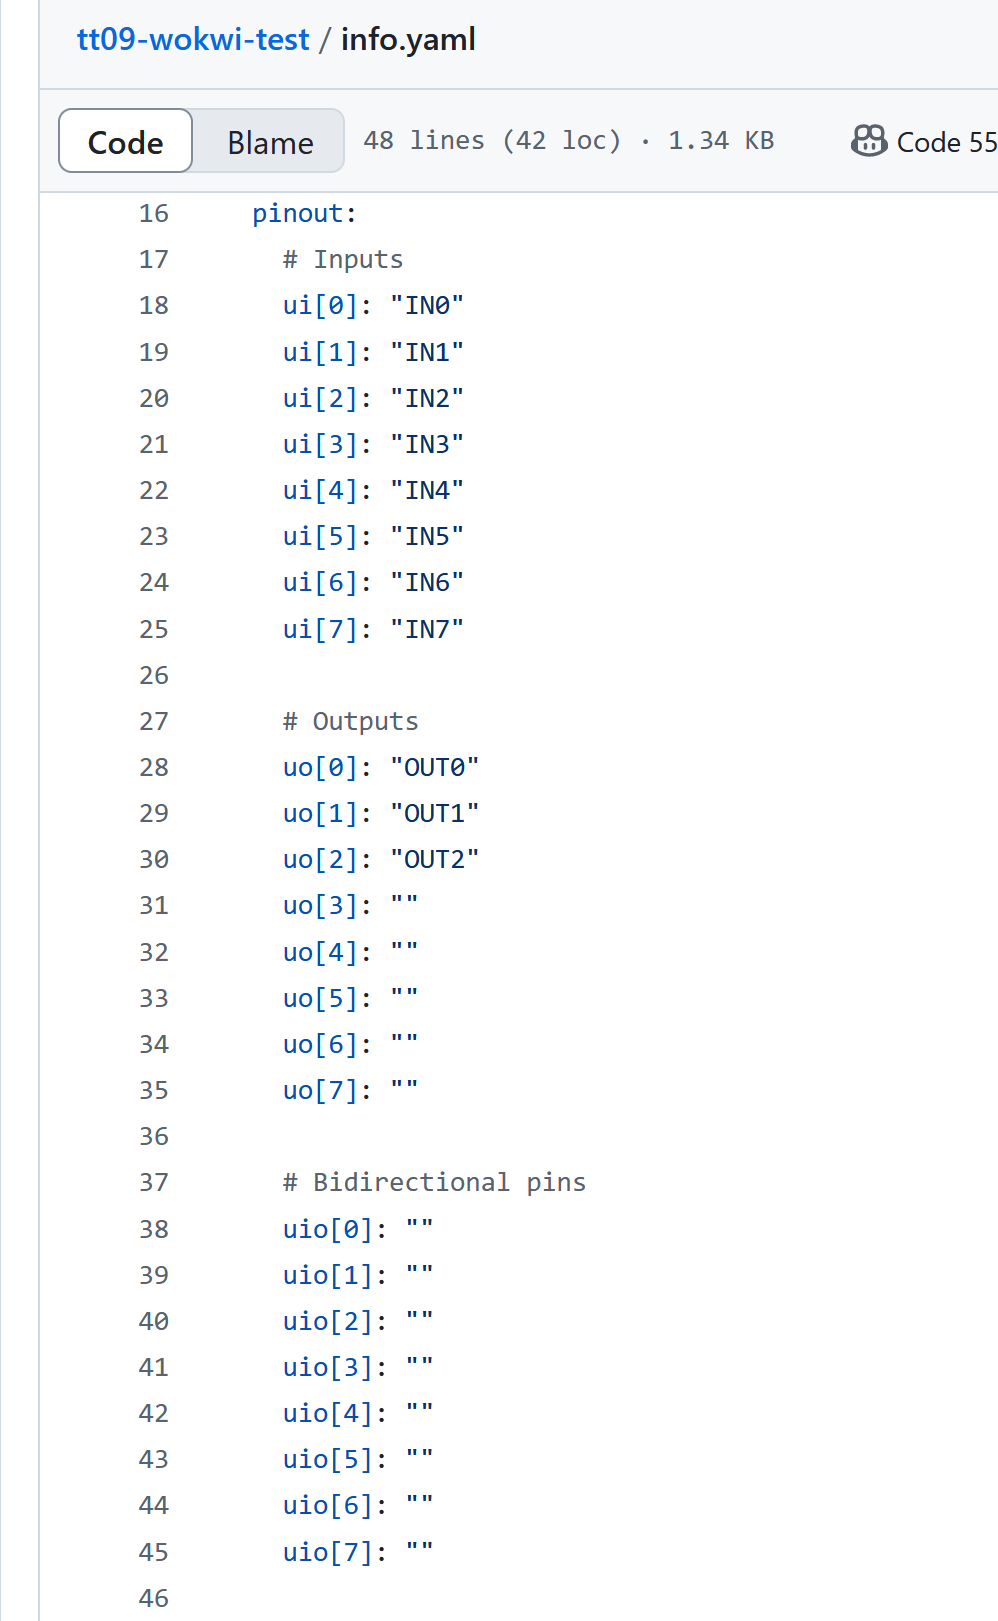 tt09-wokwi-test / info.yaml
Code Blame 48 lines (42 loc) · 1.34 KB Code 55
16 pinout:
17 # Inputs
18 ui[0]: "IN0"
19 ui[1]: "IN1"
20 ui[2]: "IN2"
21 ui[3]: "IN3"
22 ui[4]: "IN4"
23 ui[5]: "IN5"
24 ui[6]: "IN6"
25 ui[7]: "IN7"
26
27 # Outputs
28 uo[0]: "OUT0"
29 uo[1]: "OUT1"
30 uo[2]: "OUT2"
31 uo[3]: ""
32 uo[4]: ""
33 uo[5]: ""
34 uo[6]: ""
35 uo[7]: ""
36
37 # Bidirectional pins
38 uio[0]: ""
39 uio[1]: ""
40 uio[2]: ""
41 uio[3]: ""
42 uio[4]: ""
43 uio[5]: ""
44 uio[6]: ""
45 uio[7]: ""
46